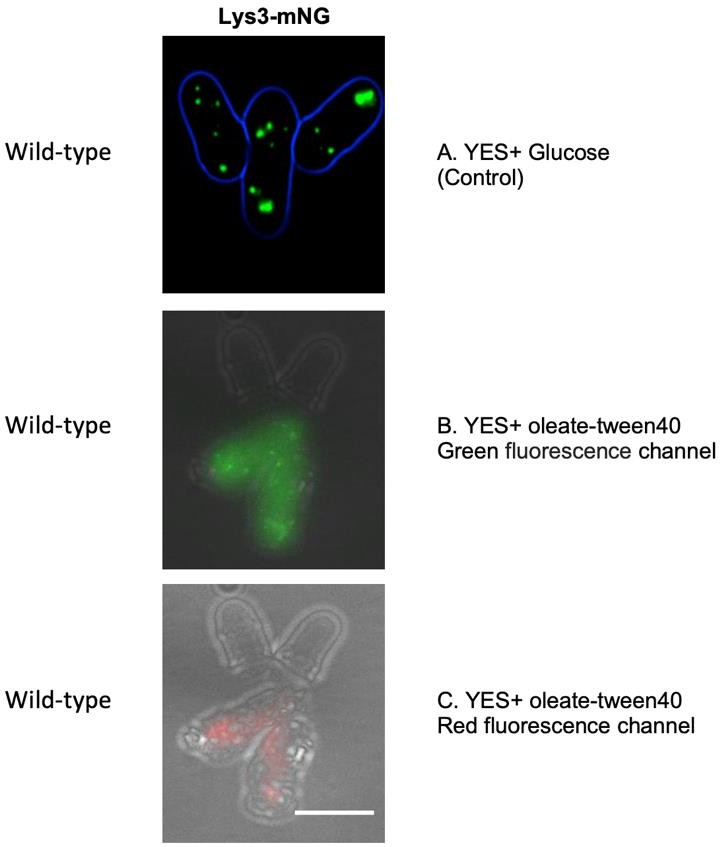 Lys3-mNG
Wild-type
A. YES+ Glucose
(Control)
Wild-type
B. YES+ oleate-tween40
Green fluorescence channel
Wild-type
C. YES+ oleate-tween40
Red fluorescence channel